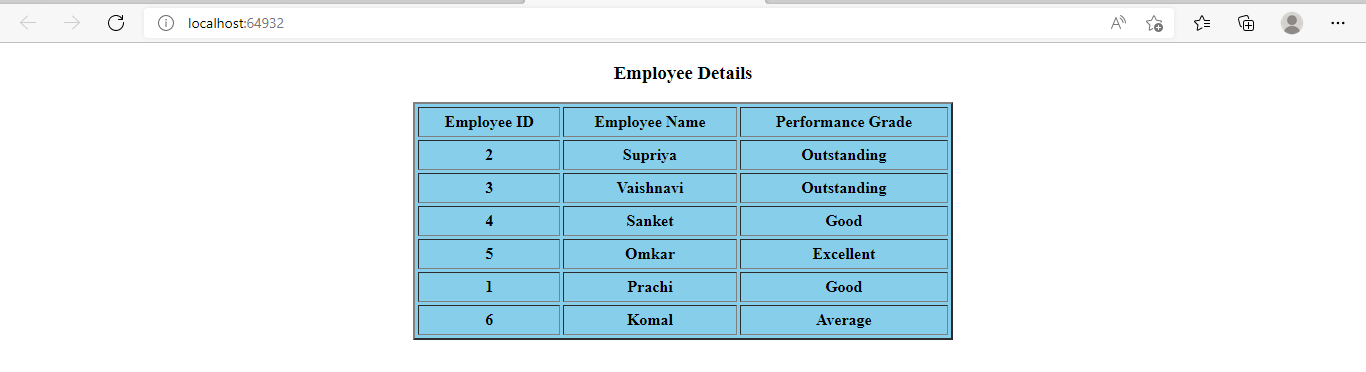 localhost:64932
Employee Details
Employee ID Employee Name Performance Grade
2 Supriya Outstanding
3 Vaishnavi Outstanding
4 Sanket Good
5 Omkar Excellent
1 Prachi Good
6 Komal Average